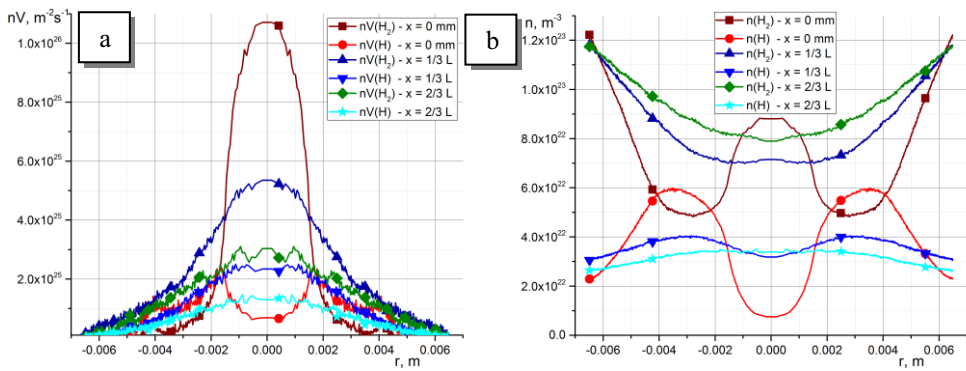 nV, m⁻²s⁻¹
a
nV(H₂) - x = 0 mm
nV(H) - x = 0 mm
nV(H₂) - x = 1/3 L
nV(H) - x = 1/3 L
nV(H₂) - x = 2/3 L
nV(H) - x = 2/3 L
1.0x10²⁶
8.0x10²⁵
6.0x10²⁵
4.0x10²⁵
2.0x10²⁵
-0.006 -0.004 -0.002 0.000 0.002 0.004 0.006
r, m
n, m⁻³
b
n(H₂) - x = 0 mm
n(H) - x = 0 mm
n(H₂) - x = 1/3 L
n(H) - x = 1/3 L
n(H₂) - x = 2/3 L
n(H) - x = 2/3 L
1.2x10²³
1.0x10²³
8.0x10²²
6.0x10²²
4.0x10²²
2.0x10²²
0.0
-0.006 -0.004 -0.002 0.000 0.002 0.004 0.006
r, m